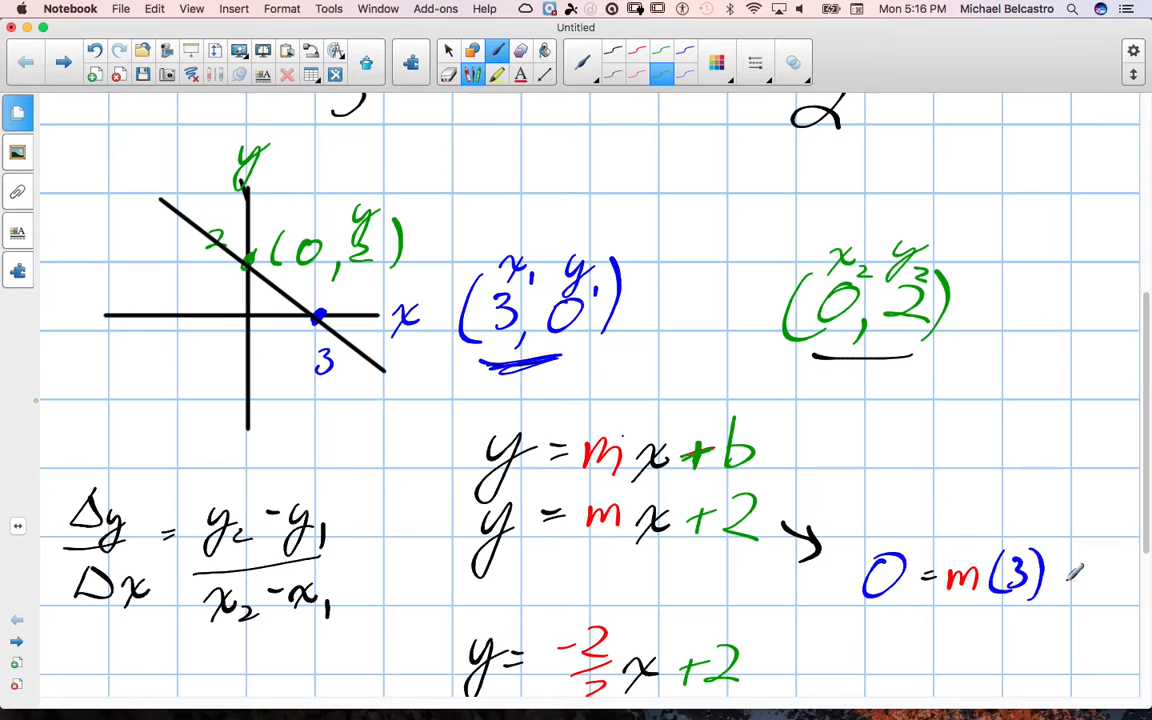 Notebook File Edit View Insert Format Tools Window Add-ons Help Mon 5:16 PM Michael Belcastro
Untitled
y
2 (0, 2) y
x
3
(3, 0) x₁ y₁
(0, 2) x₂ y₂
y = mx + b
y = mx + 2
Δy/Δx = (y₂ - y₁)/(x₂ - x₁)
0 = m(3)
y = -2/3 x + 2